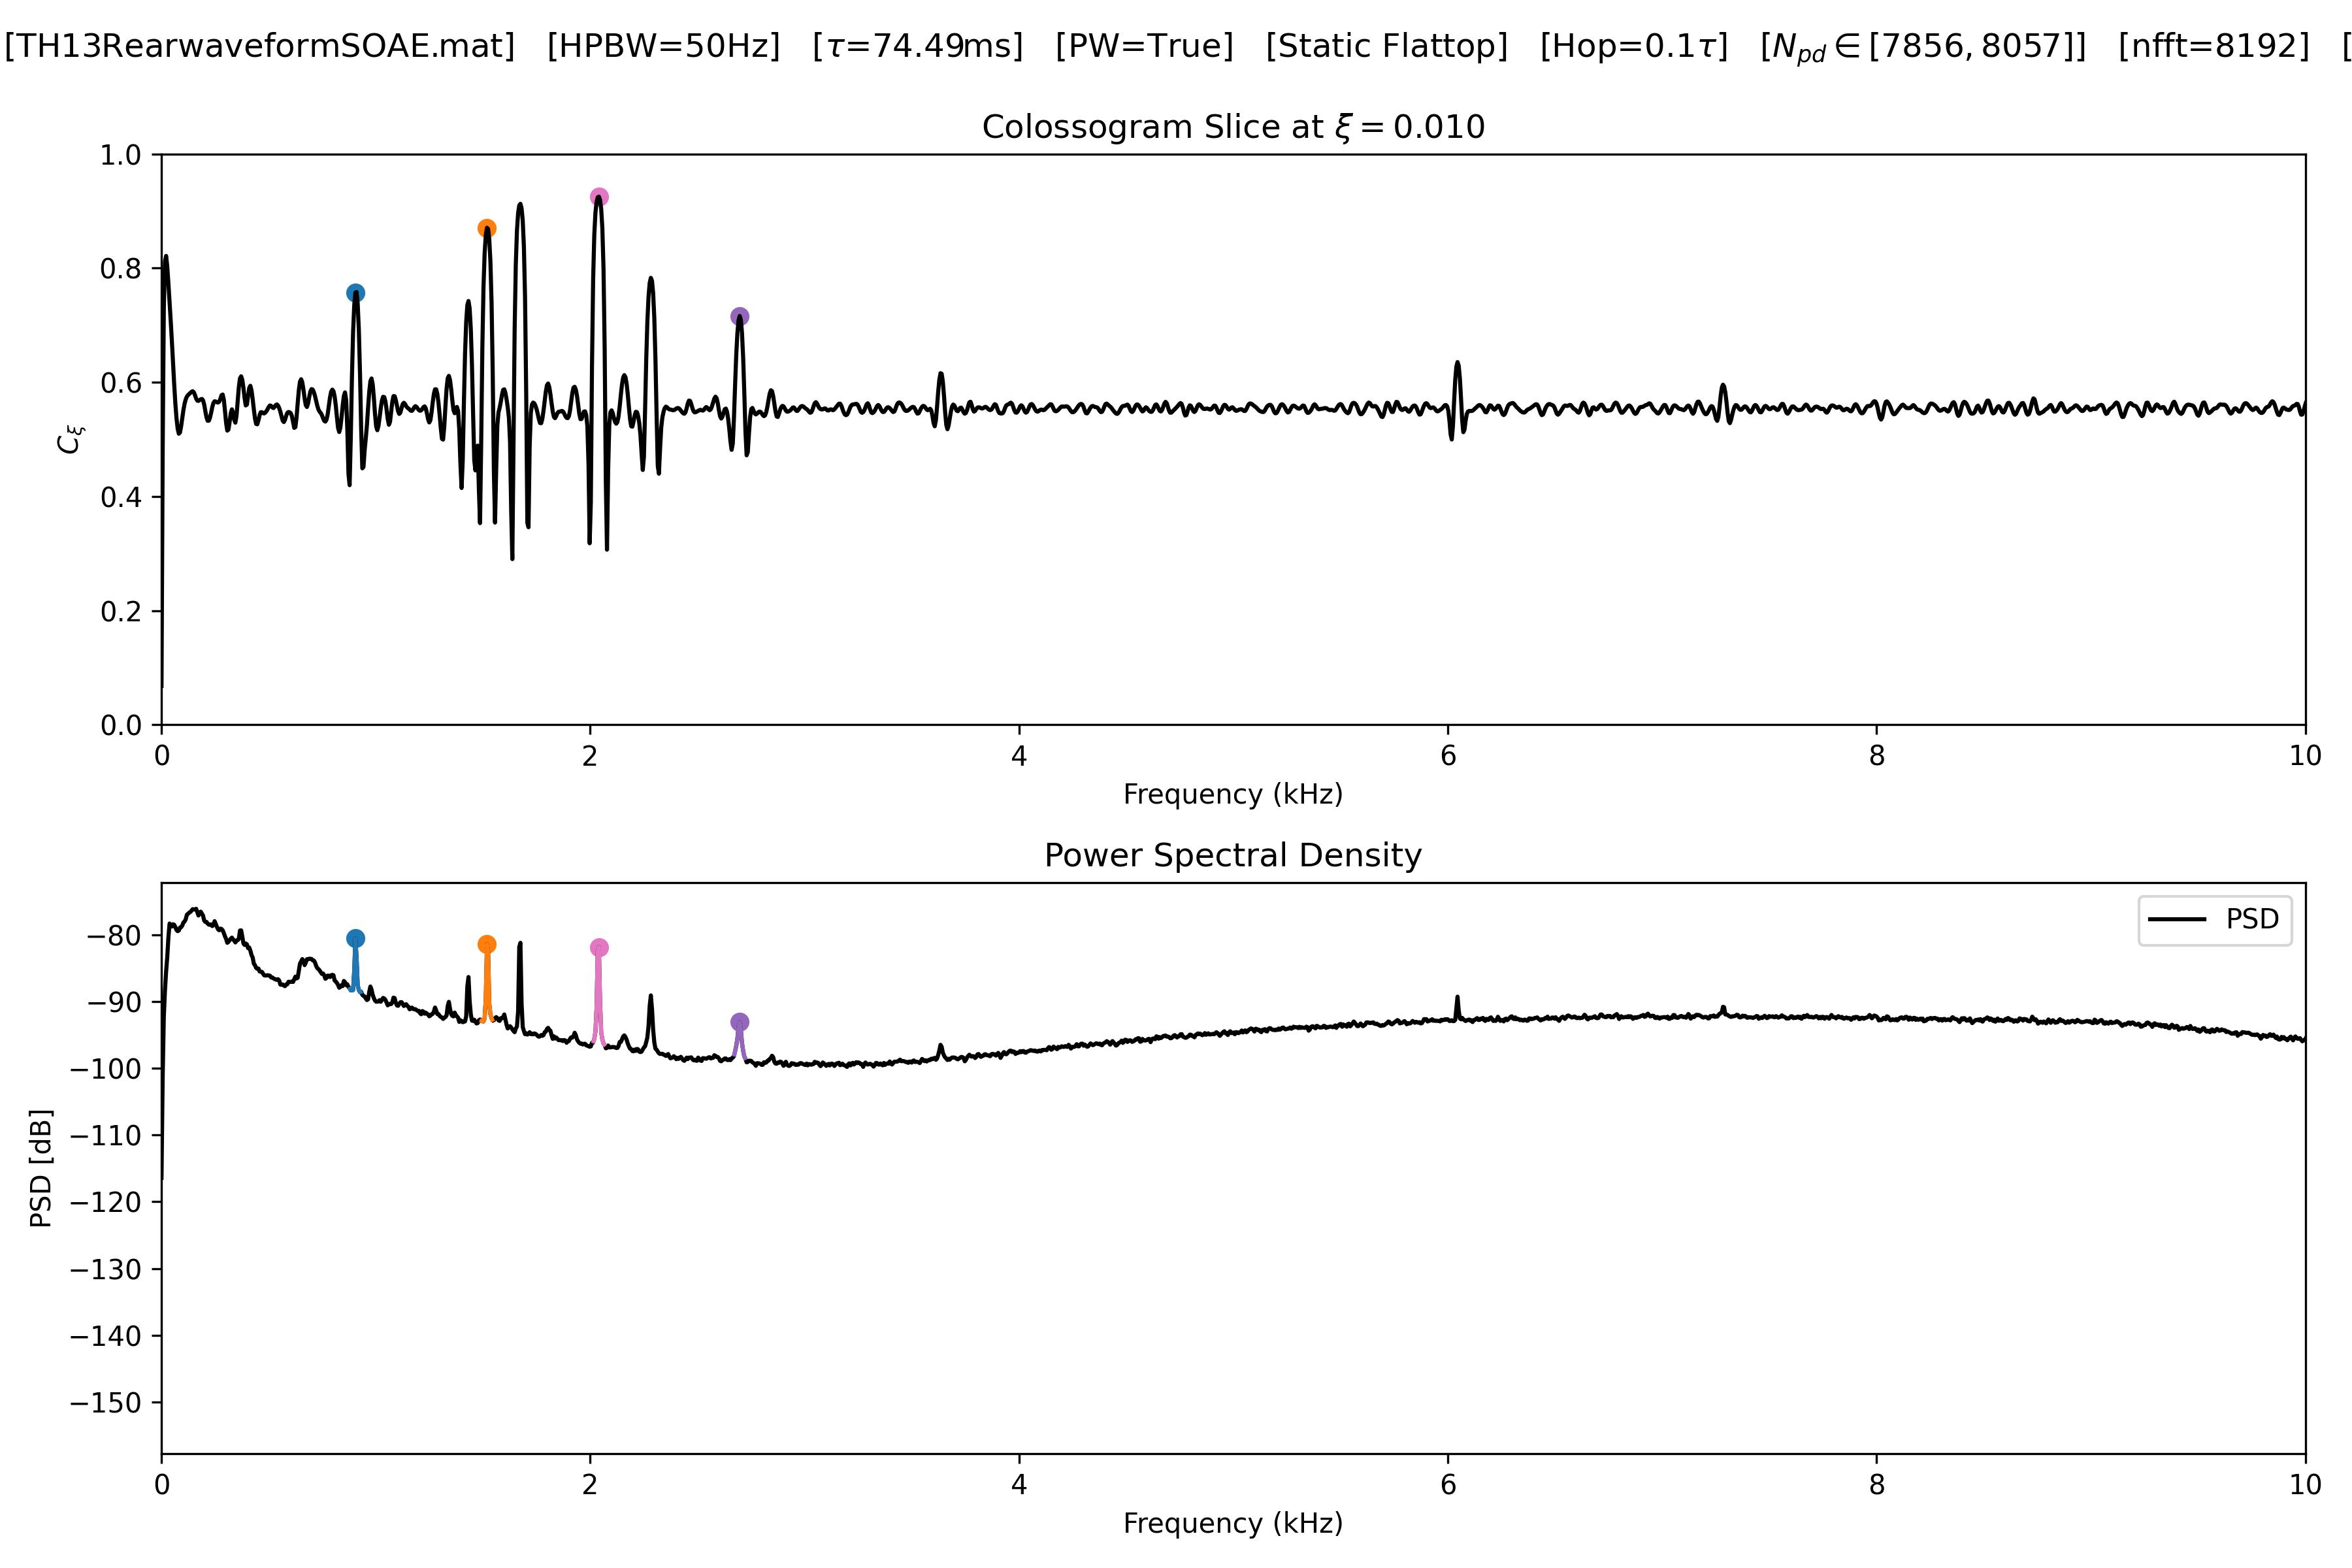 [TH13RearwaveformSOAE.mat] [HPBW=50Hz] [τ=74.49ms] [PW=True] [Static Flattop] [Hop=0.1τ] [N_pd ∈ [7856, 8057]] [nfft=8192] [
Colossogram Slice at ξ = 0.010
1.0
0.8
0.6
0.4
0.2
0.0
C_ξ
0 2 4 6 8 10
Frequency (kHz)
Power Spectral Density
PSD
−80
−90
−100
−110
−120
−130
−140
−150
PSD [dB]
0 2 4 6 8 10
Frequency (kHz)